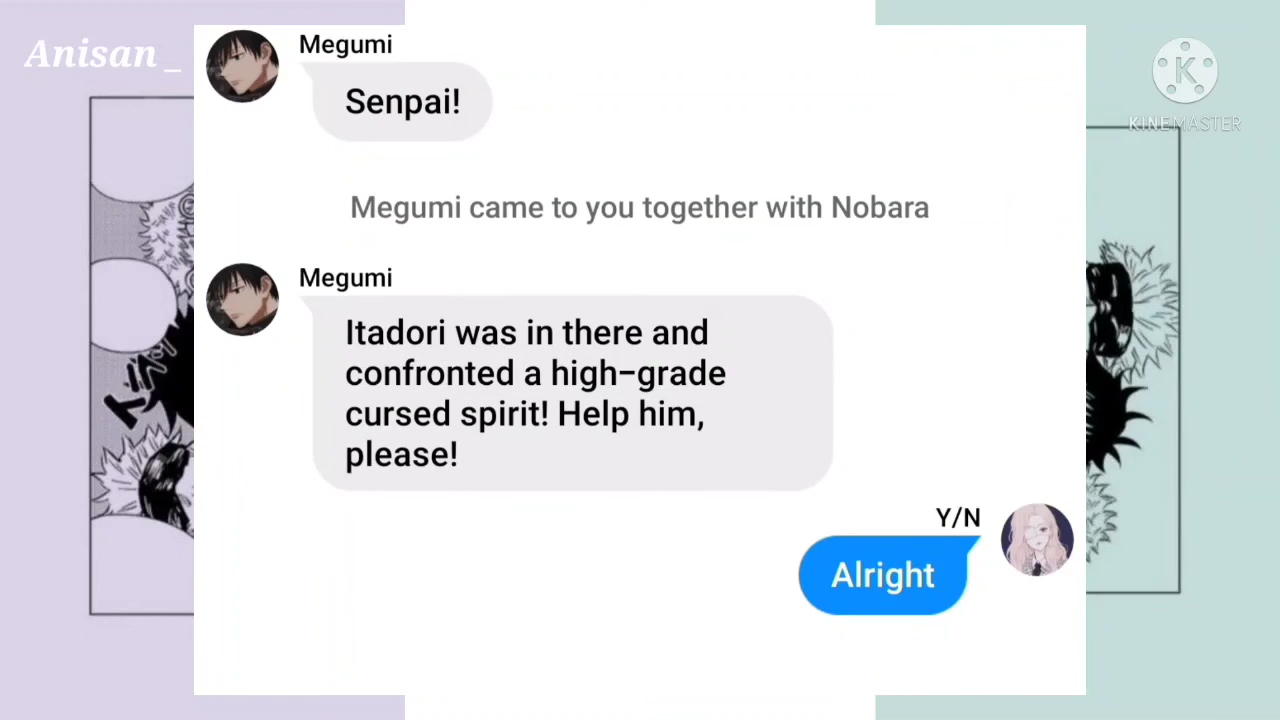 Anisan _
KINEMASTER
Megumi
Senpai!
Megumi came to you together with Nobara
Megumi
Itadori was in there and
confronted a high-grade
cursed spirit! Help him,
please!
Y/N
Alright